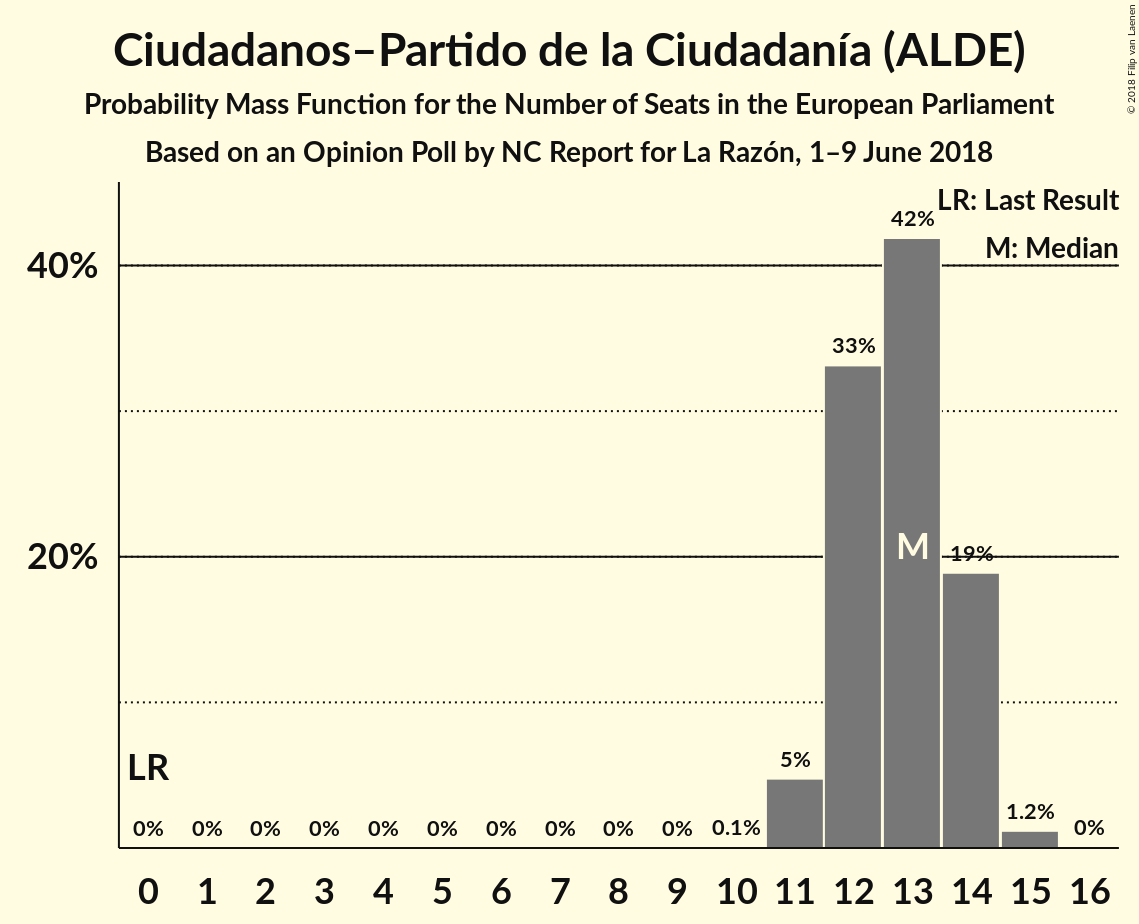 Ciudadanos–Partido de la Ciudadanía (ALDE)
Probability Mass Function for the Number of Seats in the European Parliament
Based on an Opinion Poll by NC Report for La Razón, 1–9 June 2018
© 2018 Filip van Laenen
LR: Last Result
M: Median
40%
20%
42%
33%
M
19%
LR
5%
1.2%
0% 0% 0% 0% 0% 0% 0% 0% 0% 0% 0.1% 0%
0 1 2 3 4 5 6 7 8 9 10 11 12 13 14 15 16